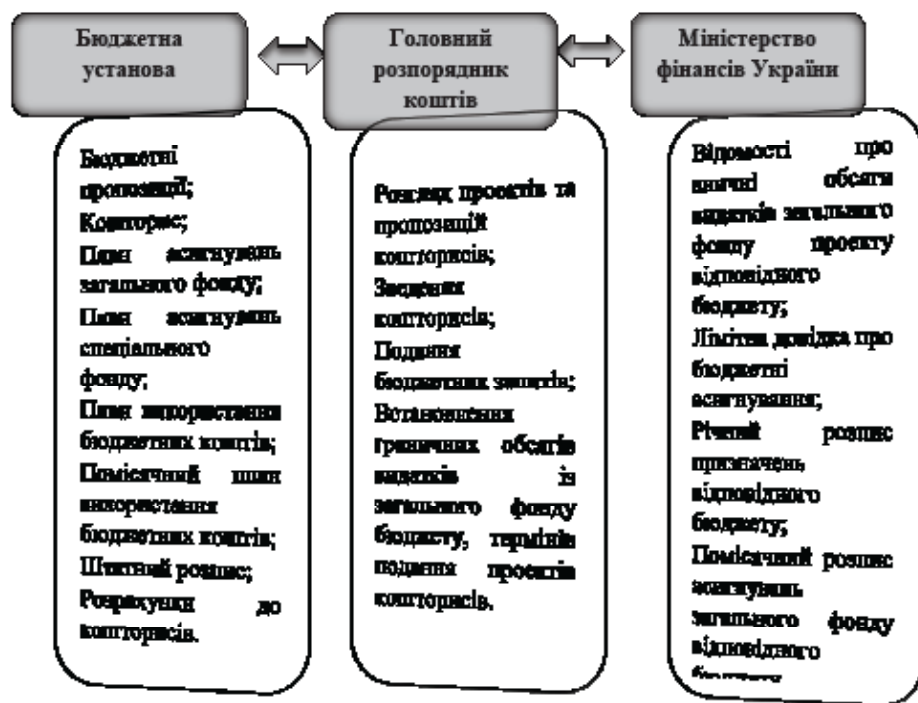 Бюджетна
установа
Головний
розпорядник
коштів
Міністерство
фінансів України
Бюджетні
пропозиції;
Кошторис;
План асигнувань
загального фонду;
План асигнувань
спеціального
фонду;
План використання
бюджетних коштів;
Помісячний план
використання
бюджетних коштів;
Штатний розпис;
Розрахунки до
кошторисів.
Розгляд проектів та
пропозицій
кошторисів;
Зведення
кошторисів;
Подання
бюджетних запитів;
Встановлення
граничних обсягів
видатків із
загального фонду
бюджету, термінів
подання проектів
кошторисів.
Відомості про
обсяги
видатків загального
фонду проекту
відповідного
бюджету;
Лімітна довідка про
бюджетні
асигнування;
Річний розпис
призначень
відповідного
бюджету;
Помісячний розпис
асигнувань
загального фонду
відповідного